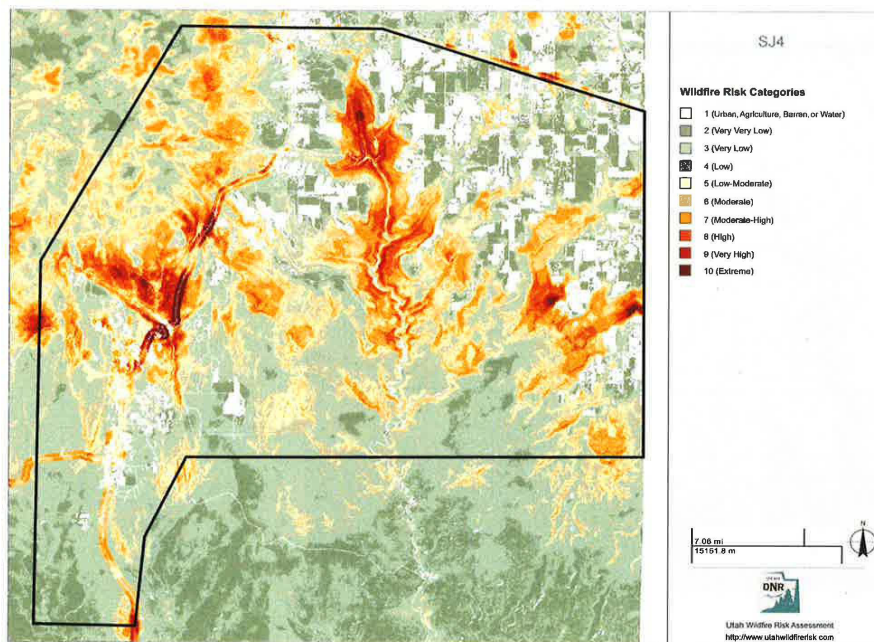 SJ4
Wildfire Risk Categories
1 (Urban, Agriculture, Barren, or Water)
2 (Very Very Low)
3 (Very Low)
4 (Low)
5 (Low-Moderate)
6 (Moderate)
7 (Moderate-High)
8 (High)
9 (Very High)
10 (Extreme)
N
7.06 mi
15151.8 m
DNR
Utah Wildfire Risk Assessment
http://www.utahwildfirerisk.com